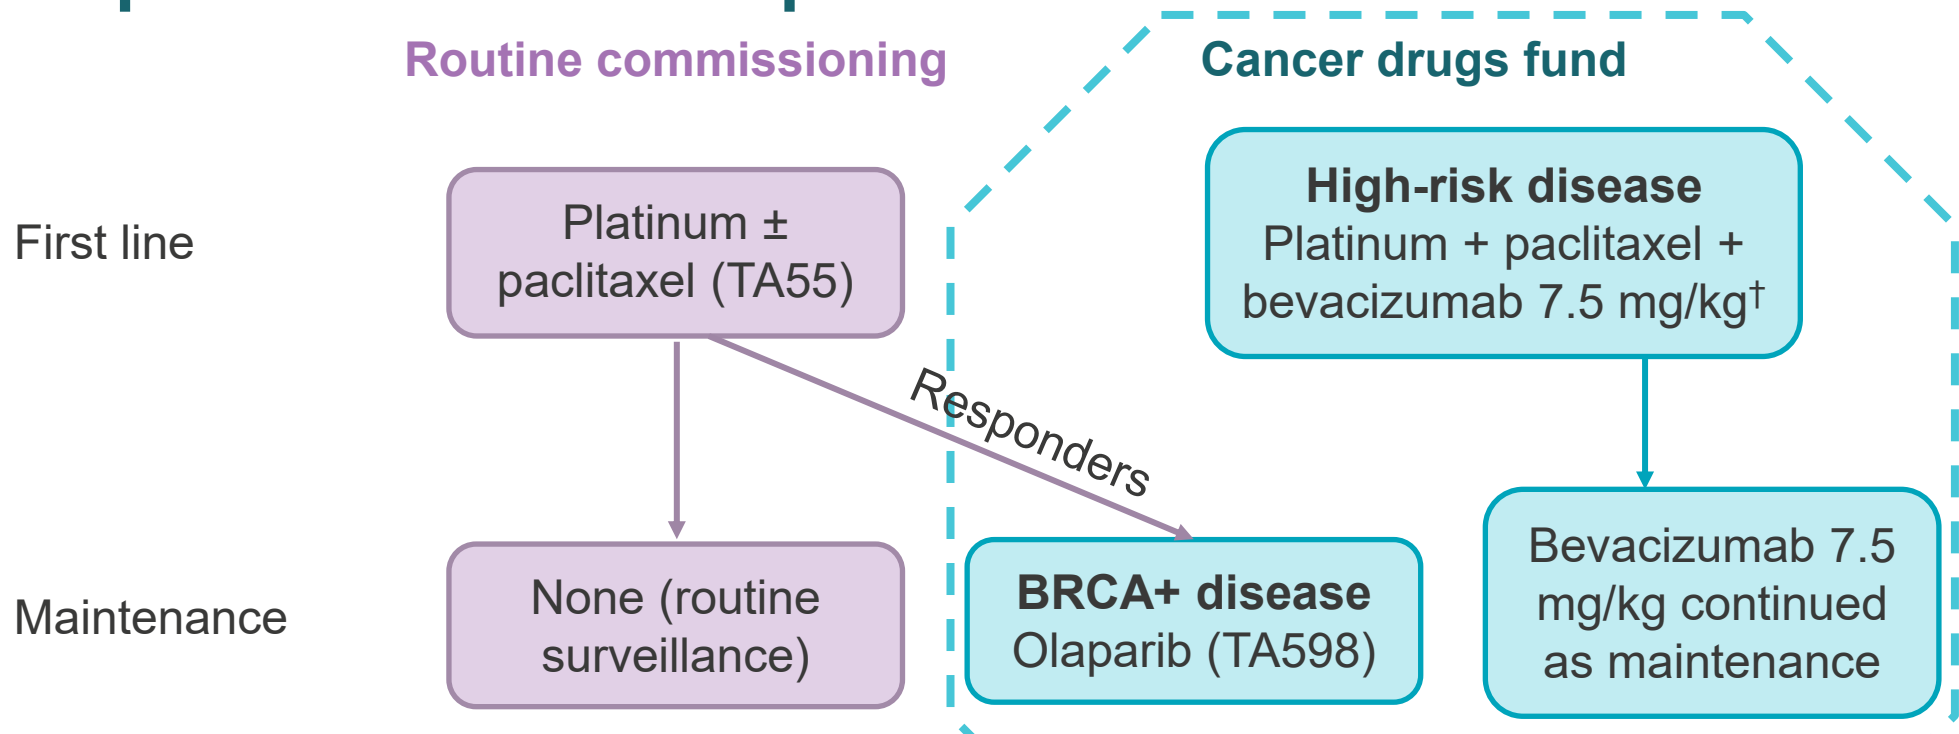 Routine commissioning
Cancer drugs fund
First line
Platinum ±
paclitaxel (TA55)
High-risk disease
Platinum + paclitaxel +
bevacizumab 7.5 mg/kg†
Responders
Maintenance
None (routine
surveillance)
BRCA+ disease
Olaparib (TA598)
Bevacizumab 7.5
mg/kg continued
as maintenance